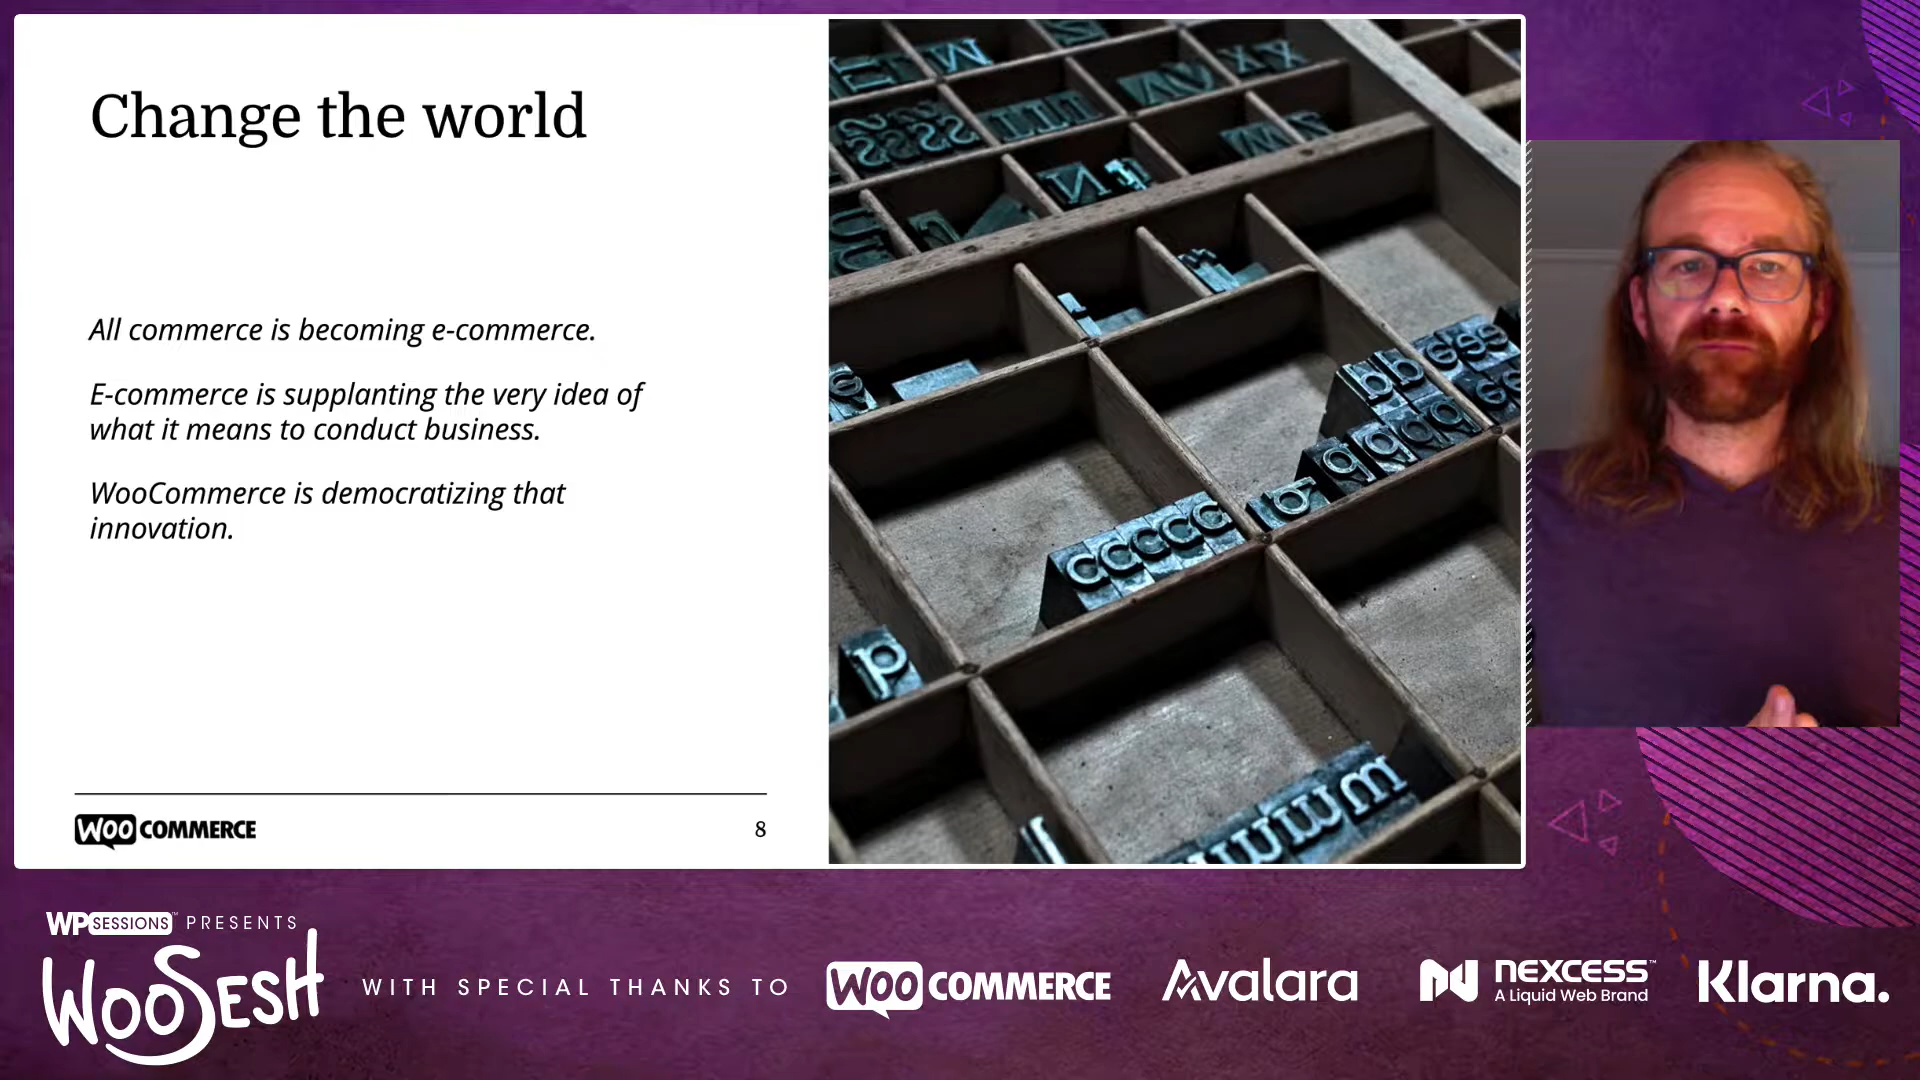 Change the world
All commerce is becoming e-commerce.
E-commerce is supplanting the very idea of
what it means to conduct business.
WooCommerce is democratizing that
innovation.
WOO COMMERCE
8
WP SESSIONS™ PRESENTS
WOOSESH
WITH SPECIAL THANKS TO
WOO COMMERCE
Avalara
NEXCESS™
A Liquid Web Brand
Klarna.